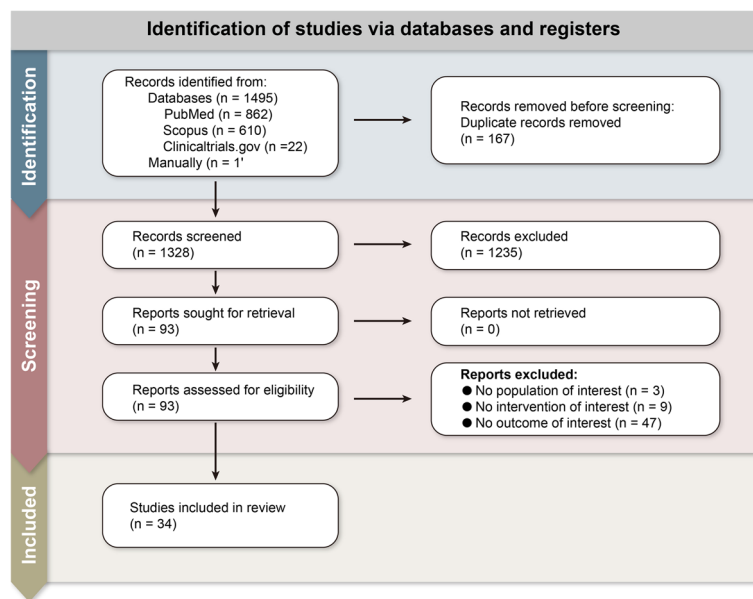 Identification of studies via databases and registers
Identification
Records identified from:
Databases (n = 1495)
PubMed (n = 862)
Scopus (n = 610)
Clinicaltrials.gov (n =22)
Manually (n = 1'
Records removed before screening:
Duplicate records removed
(n = 167)
Screening
Records screened
(n = 1328)
Records excluded
(n = 1235)
Reports sought for retrieval
(n = 93)
Reports not retrieved
(n = 0)
Reports assessed for eligibility
(n = 93)
Reports excluded:
● No population of interest (n = 3)
● No intervention of interest (n = 9)
● No outcome of interest (n = 47)
Included
Studies included in review
(n = 34)